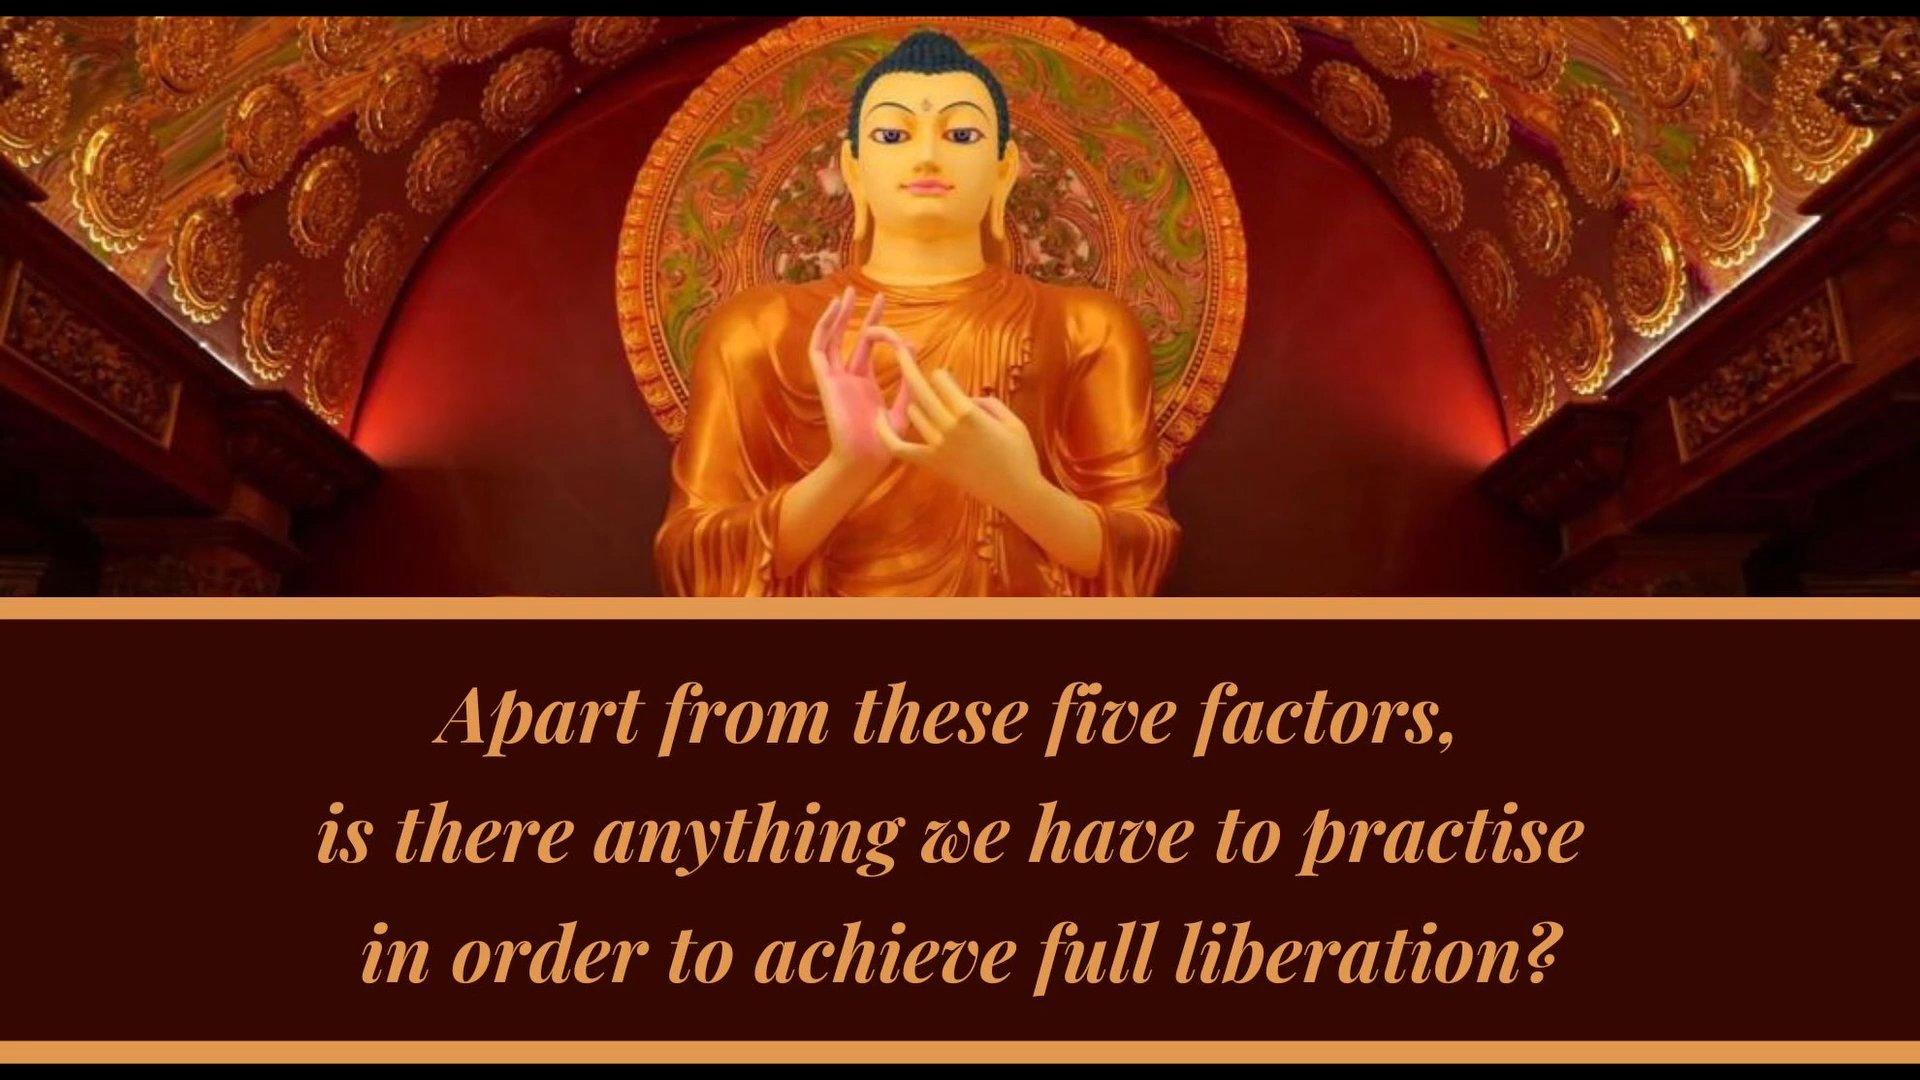 Apart from these five factors,
is there anything we have to practise
in order to achieve full liberation?